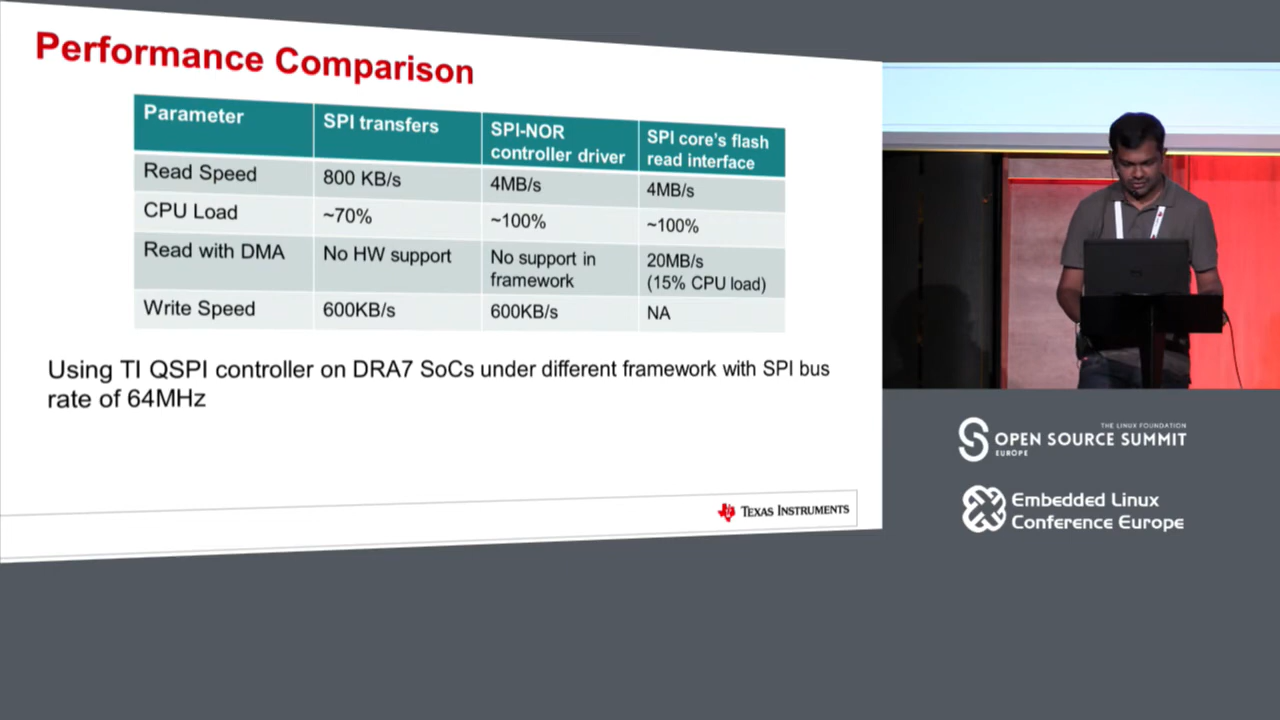 Performance Comparison
Parameter
SPI transfers
SPI-NOR
controller driver
SPI core's flash
read interface
Read Speed
800 KB/s
4MB/s
4MB/s
CPU Load
~70%
~100%
~100%
Read with DMA
No HW support
No support in
framework
20MB/s
(15% CPU load)
Write Speed
600KB/s
600KB/s
NA
Using TI QSPI controller on DRA7 SoCs under different framework with SPI bus
rate of 64MHz
TEXAS INSTRUMENTS
THE LINUX FOUNDATION
OPEN SOURCE SUMMIT
EUROPE
Embedded Linux
Conference Europe